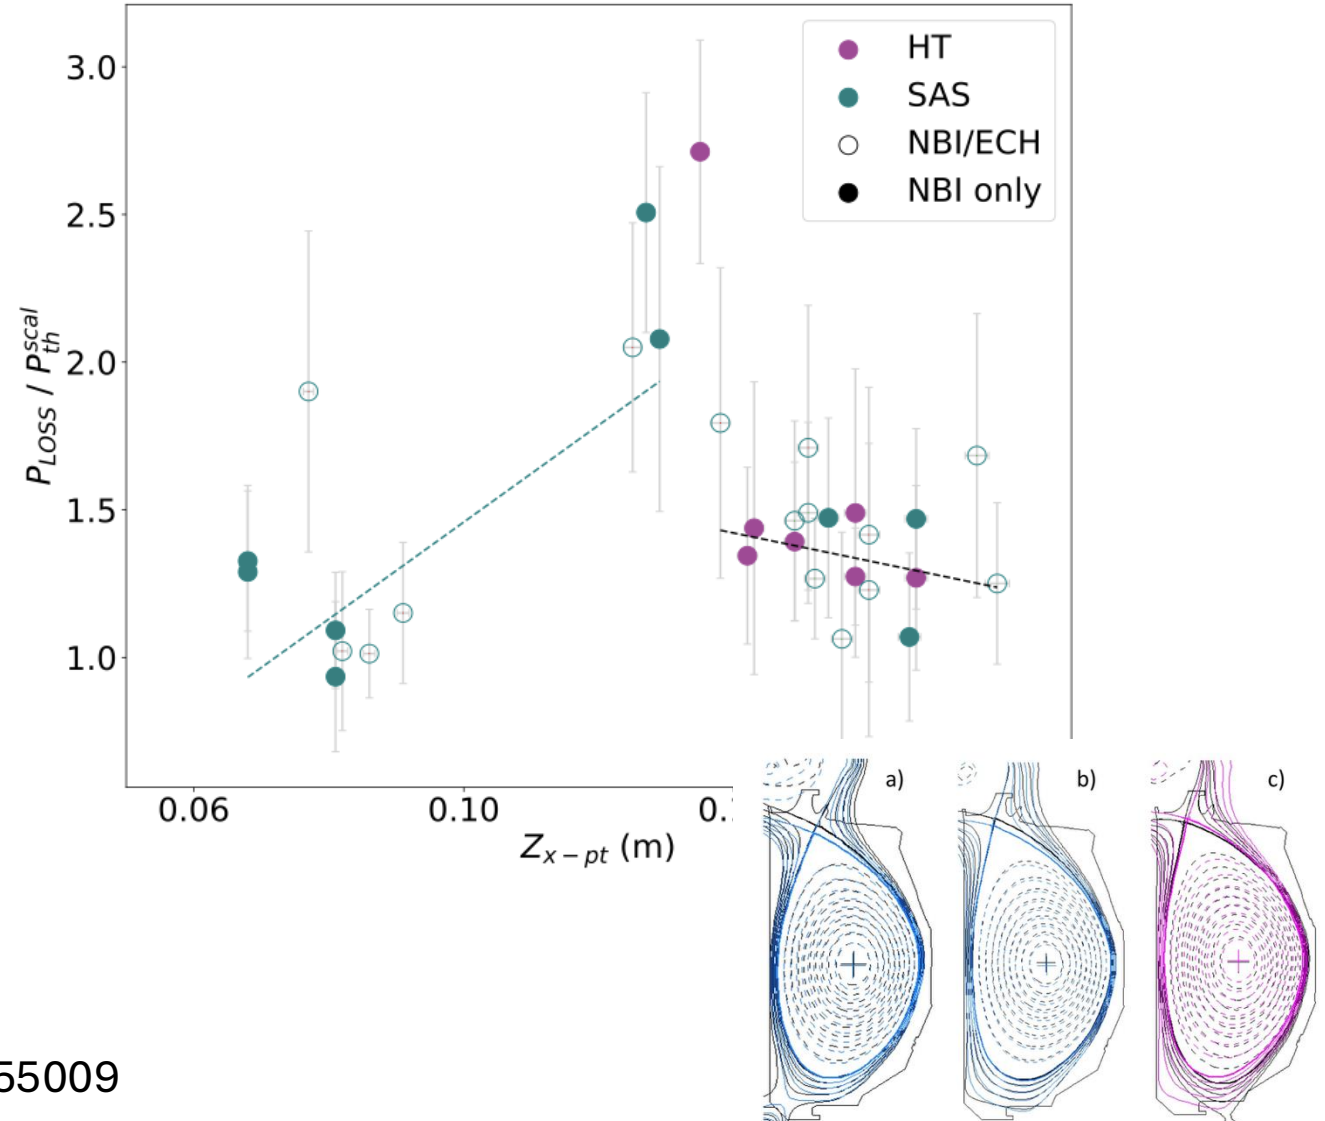 3.0
2.5
2.0
1.5
1.0
P_LOSS / P_th^scal
HT
SAS
NBI/ECH
NBI only
0.06
0.10
0.
Z_x-pt (m)
a)
b)
c)
55009